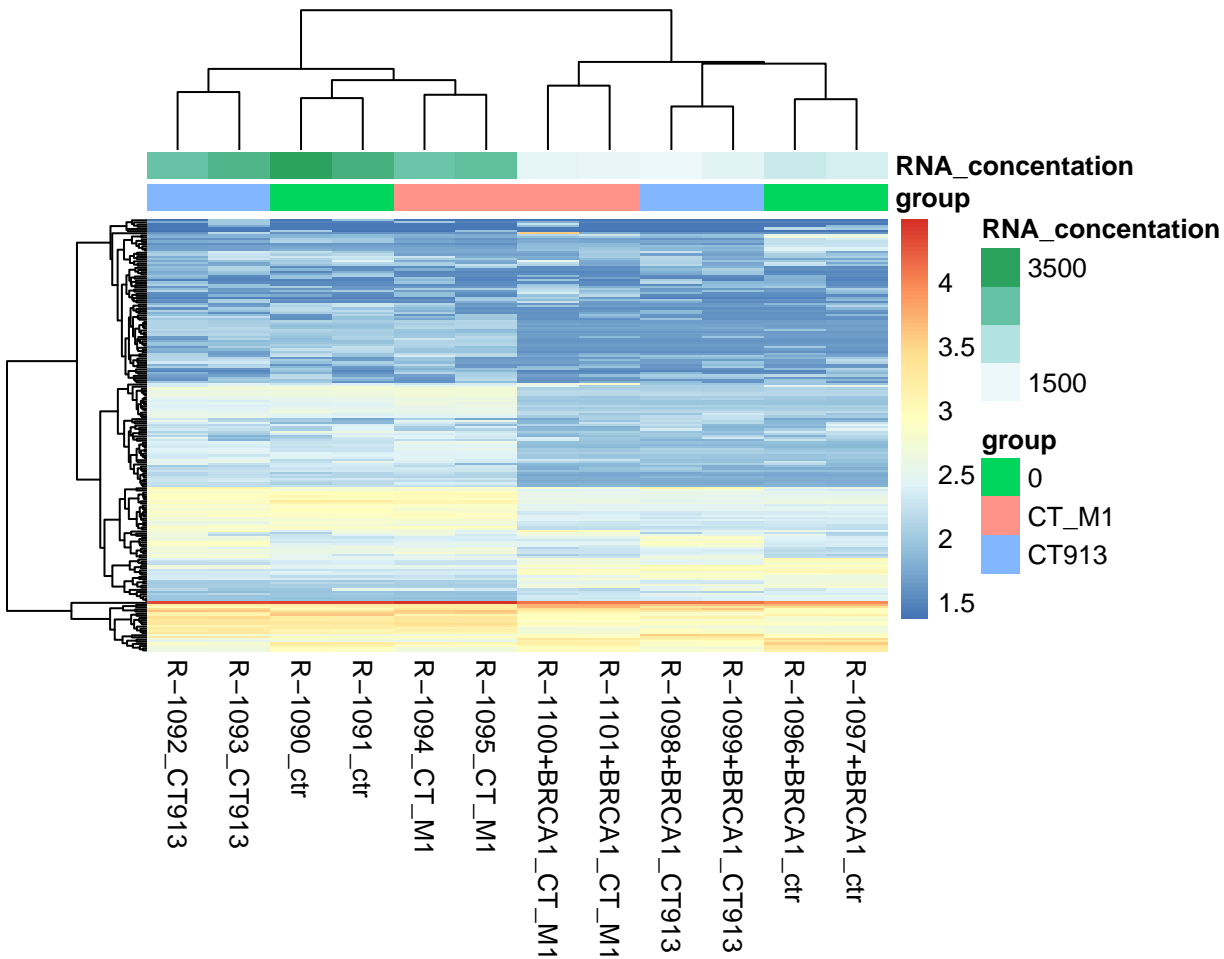 RNA_concentation
group
4
3.5
3
2.5
2
1.5
RNA_concentation
3500
1500
group
0
CT_M1
CT913
R−1092_CT913
R−1093_CT913
R−1090_ctr
R−1091_ctr
R−1094_CT_M1
R−1095_CT_M1
R−1100+BRCA1_CT_M1
R−1101+BRCA1_CT_M1
R−1098+BRCA1_CT913
R−1099+BRCA1_CT913
R−1096+BRCA1_ctr
R−1097+BRCA1_ctr